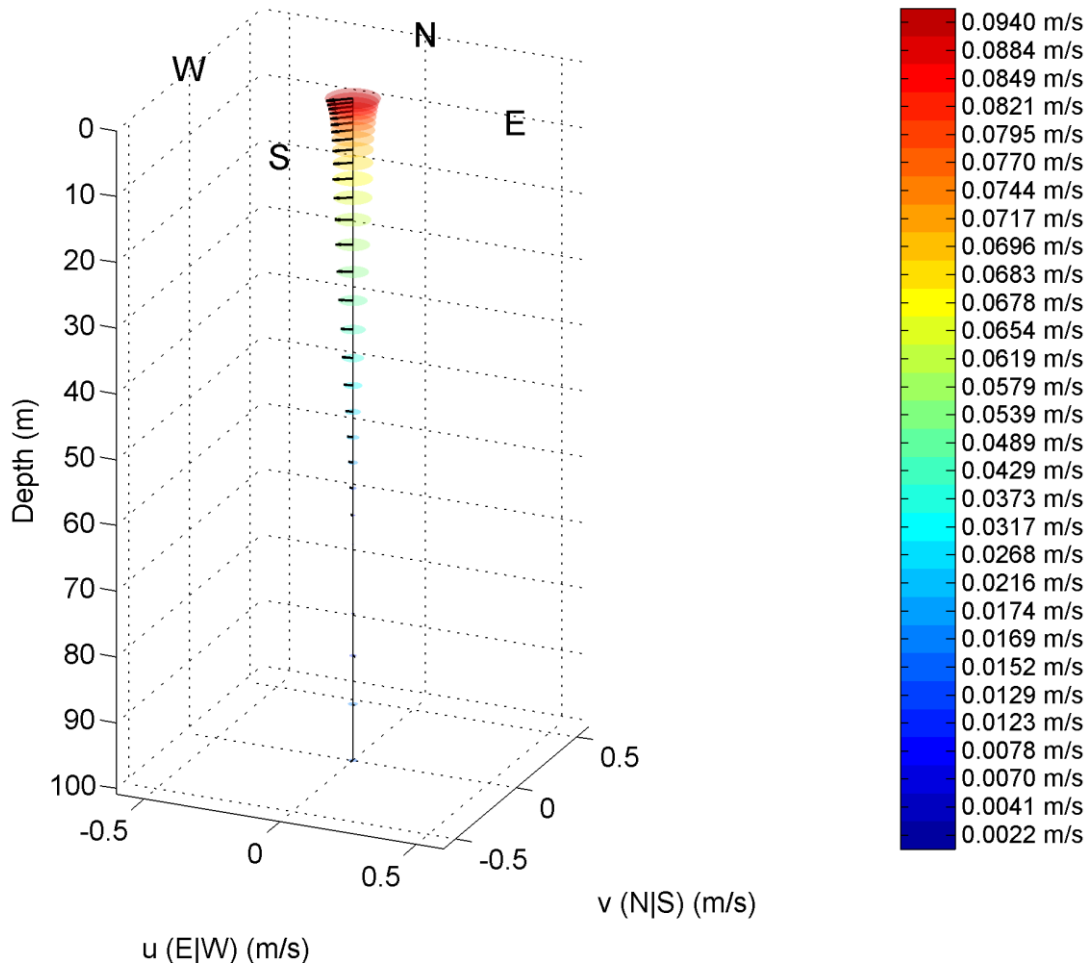 N
W
E
S
0
10
20
30
40
50
60
70
80
90
100
Depth (m)
-0.5
0
0.5
u (E|W) (m/s)
0.5
0
-0.5
v (N|S) (m/s)
0.0940 m/s
0.0884 m/s
0.0849 m/s
0.0821 m/s
0.0795 m/s
0.0770 m/s
0.0744 m/s
0.0717 m/s
0.0696 m/s
0.0683 m/s
0.0678 m/s
0.0654 m/s
0.0619 m/s
0.0579 m/s
0.0539 m/s
0.0489 m/s
0.0429 m/s
0.0373 m/s
0.0317 m/s
0.0268 m/s
0.0216 m/s
0.0174 m/s
0.0169 m/s
0.0152 m/s
0.0129 m/s
0.0123 m/s
0.0078 m/s
0.0070 m/s
0.0041 m/s
0.0022 m/s